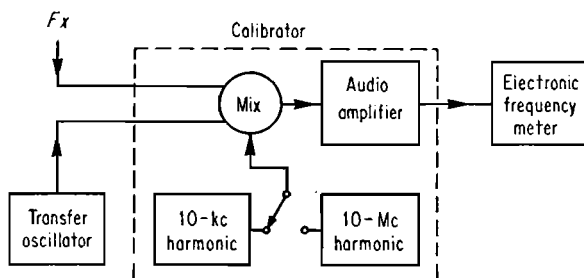 Fx
Calibrator
Mix
Audio
amplifier
Electronic
frequency
meter
Transfer
oscillator
10-kc
harmonic
10-Mc
harmonic